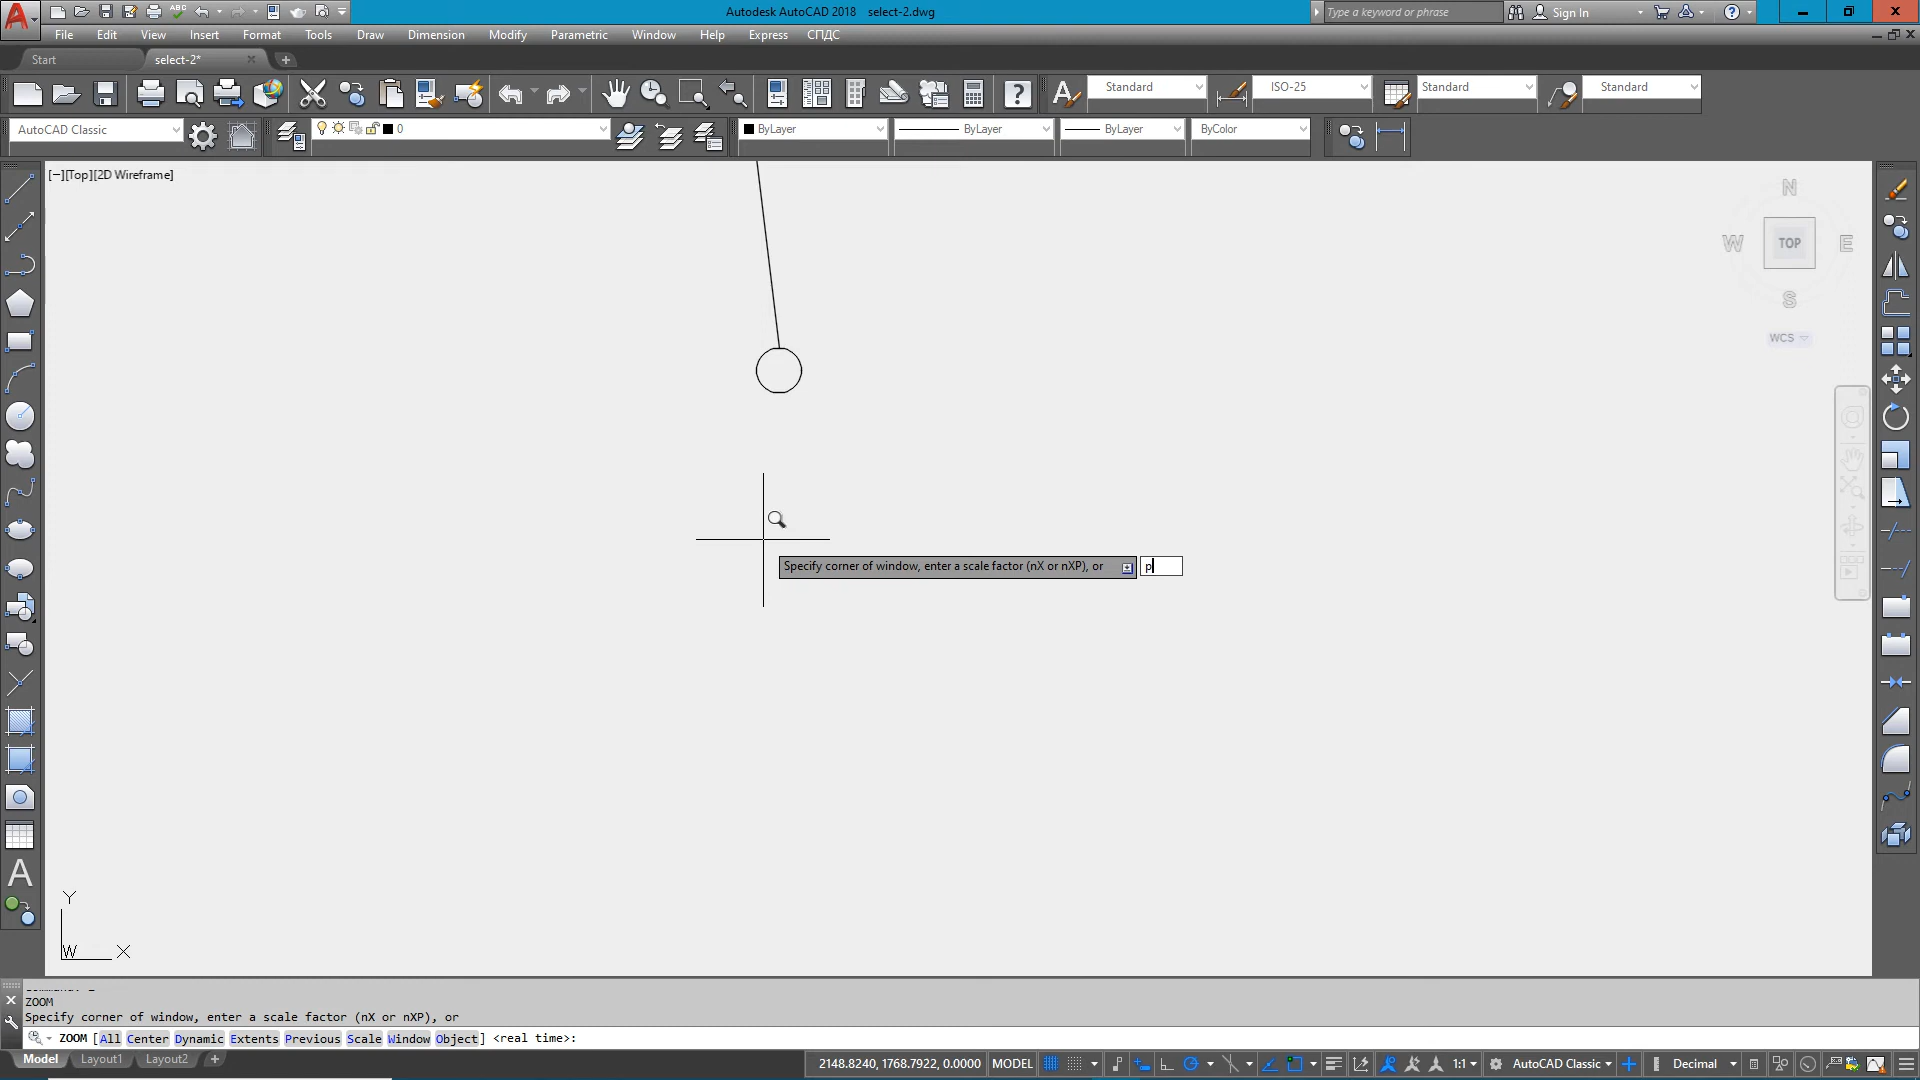 Autodesk AutoCAD 2018 select-2.dwg
Type a keyword or phrase
Sign In
File Edit View Insert Format Tools Draw Dimension Modify Parametric Window Help Express СПДС
Start
select-2*
Standard
ISO-25
Standard
Standard
AutoCAD Classic
0
ByLayer
ByLayer
ByLayer
ByColor
[−][Top][2D Wireframe]
N
W
TOP
E
S
WCS
Specify corner of window, enter a scale factor (nX or nXP), or
p
A
Y
W
X
ZOOM
Specify corner of window, enter a scale factor (nX or nXP), or
ZOOM [All Center Dynamic Extents Previous Scale Window Object] <real time>:
Model Layout1 Layout2
2148.8240, 1768.7922, 0.0000 MODEL
1:1
AutoCAD Classic
Decimal